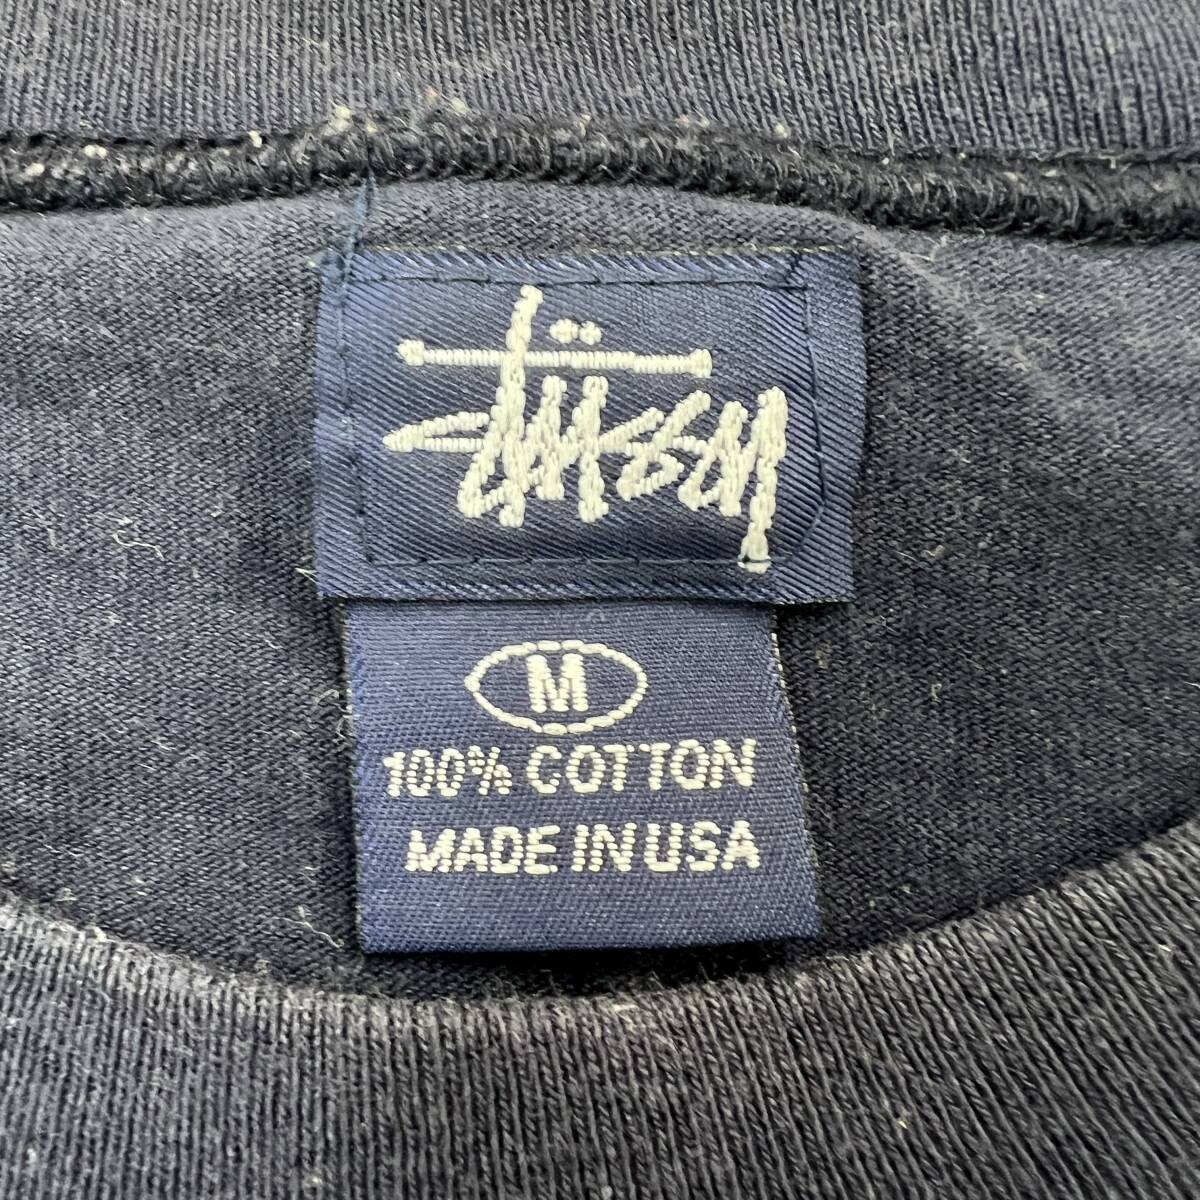 Stüssy
M
100% COTTON
MADE IN USA